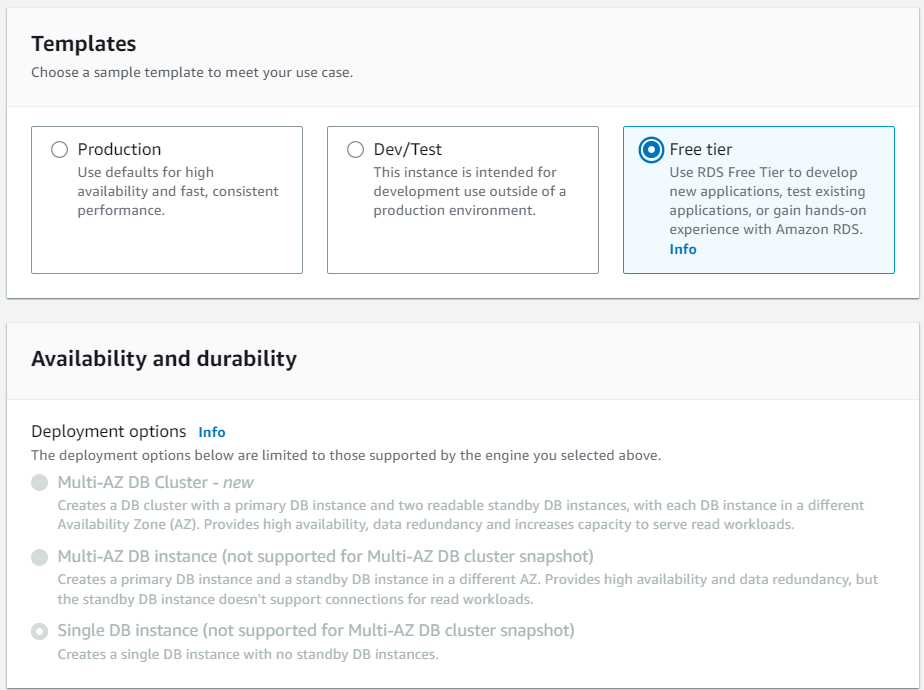 Templates
Choose a sample template to meet your use case.
Production
Use defaults for high
availability and fast, consistent
performance.
Dev/Test
This instance is intended for
development use outside of a
production environment.
Free tier
Use RDS Free Tier to develop
new applications, test existing
applications, or gain hands-on
experience with Amazon RDS.
Info
Availability and durability
Deployment options Info
The deployment options below are limited to those supported by the engine you selected above.
Multi-AZ DB Cluster - new
Creates a DB cluster with a primary DB instance and two readable standby DB instances, with each DB instance in a different
Availability Zone (AZ). Provides high availability, data redundancy and increases capacity to serve read workloads.
Multi-AZ DB instance (not supported for Multi-AZ DB cluster snapshot)
Creates a primary DB instance and a standby DB instance in a different AZ. Provides high availability and data redundancy, but
the standby DB instance doesn't support connections for read workloads.
Single DB instance (not supported for Multi-AZ DB cluster snapshot)
Creates a single DB instance with no standby DB instances.